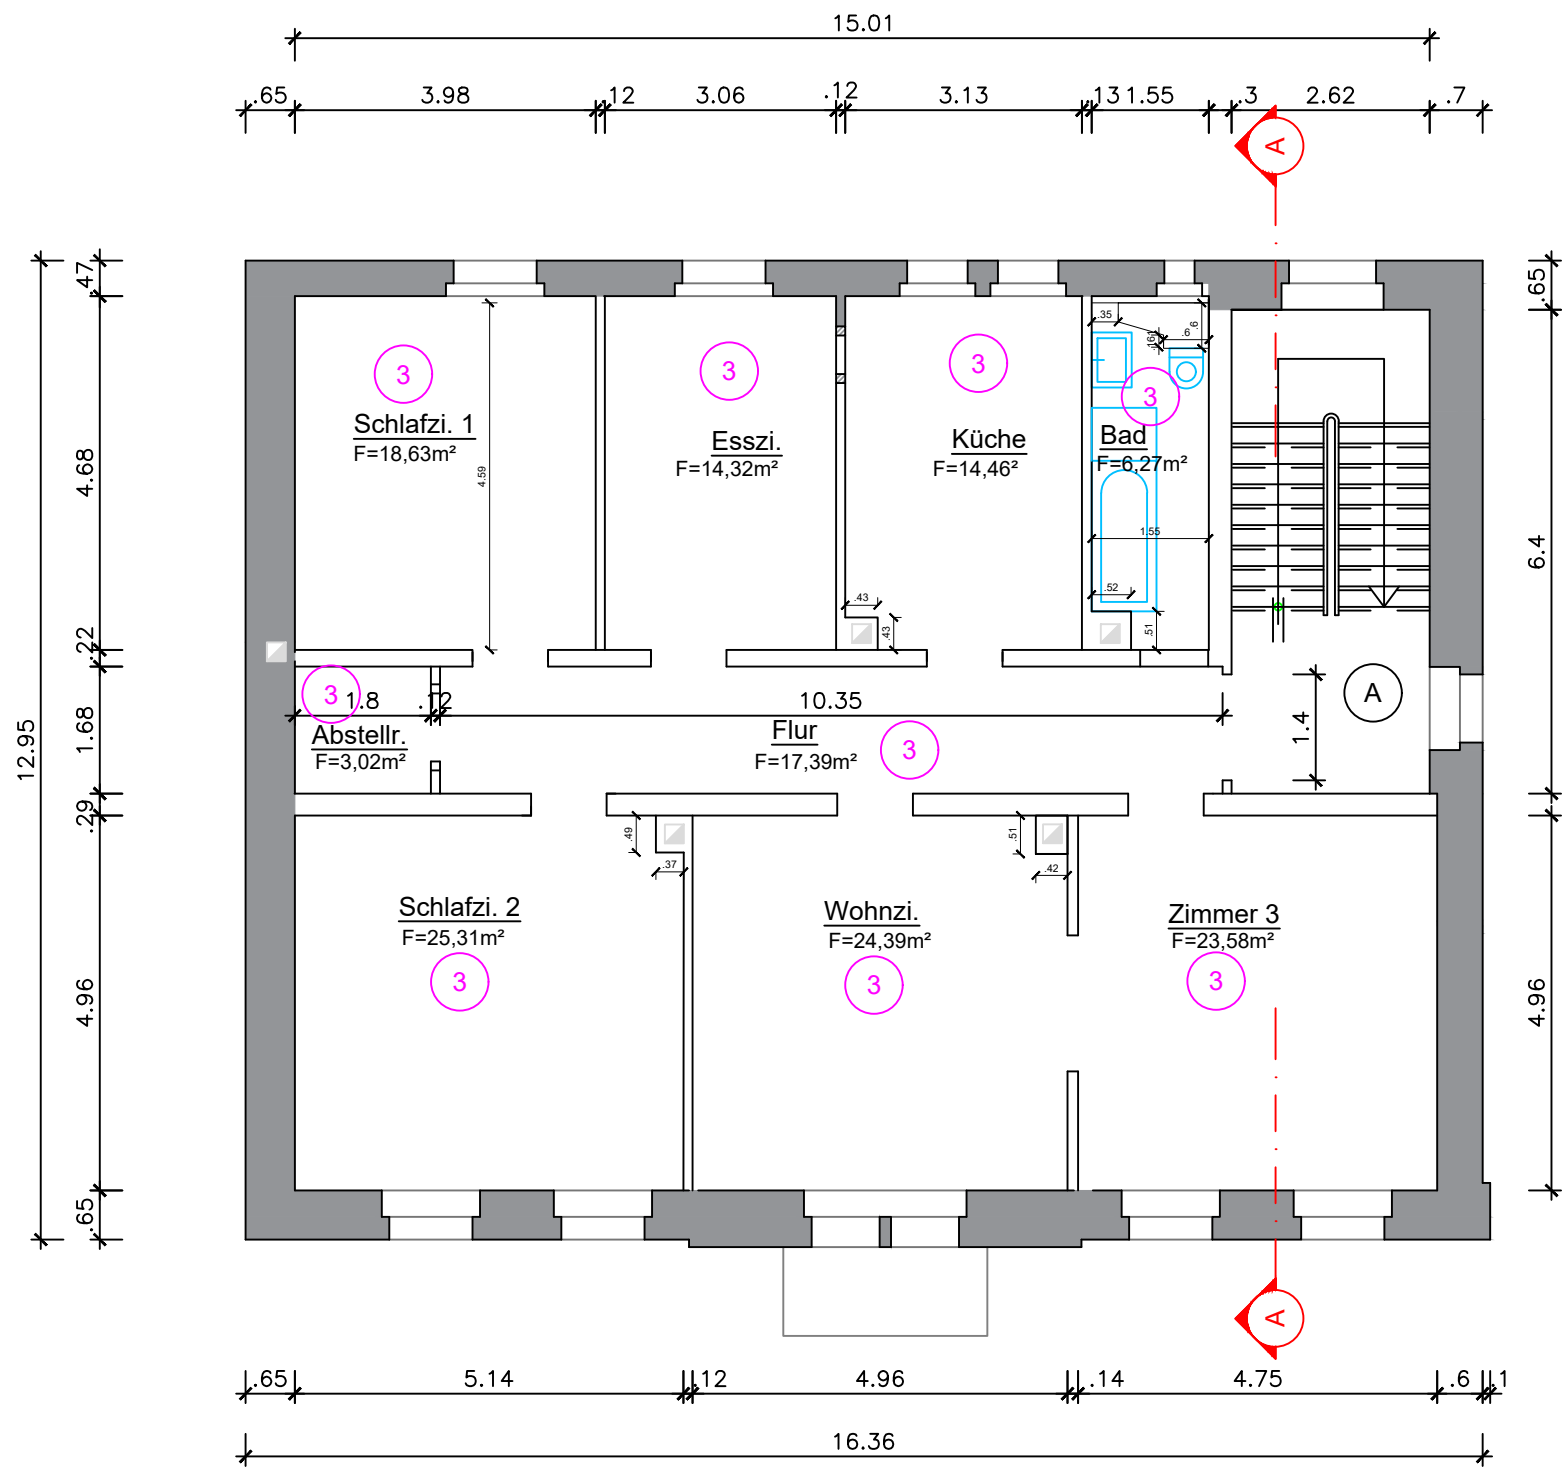 15.01
.65
3.98
.12
3.06
.12
3.13
.13
1.55
.3
2.62
.7
A
.47
.65
.35
.6
.6
.16
3
3
3
3
Schlafzi. 1
F=18,63m²
Esszi.
F=14,32m²
Küche
F=14,46²
Bad
F=6,27m²
4.68
4.59
1.55
6.4
.52
.43
.43
.51
.22
3
1.8
.12
10.35
A
1.68
Abstellr.
F=3,02m²
Flur
F=17,39m²
3
1.4
12.95
.29
.49
.37
.51
.42
Schlafzi. 2
F=25,31m²
Wohnzi.
F=24,39m²
Zimmer 3
F=23,58m²
3
3
3
4.96
4.96
.65
A
.65
5.14
.12
4.96
.14
4.75
.6
.1
16.36